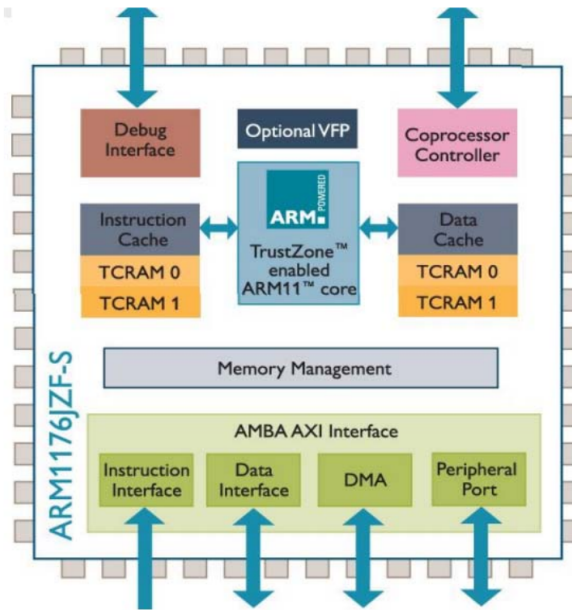 Debug
Interface
Optional VFP
Coprocessor
Controller
Instruction
Cache
TCRAM 0
TCRAM 1
ARM
POWERED
TrustZone™
enabled
ARM11™ core
Data
Cache
TCRAM 0
TCRAM 1
Memory Management
ARM1176JZF-S
AMBA AXI Interface
Instruction
Interface
Data
Interface
DMA
Peripheral
Port